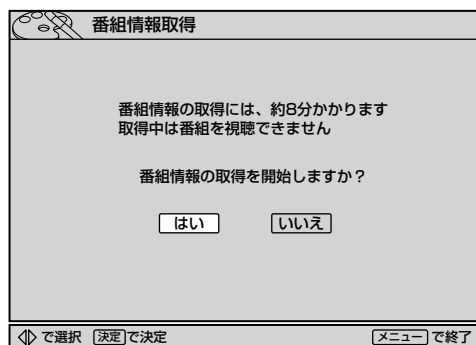 番組情報取得
番組情報の取得には、約8分かかります
取得中は番組を視聴できません
番組情報の取得を開始しますか？
はい いいえ
で選択 決定で決定 メニューで終了